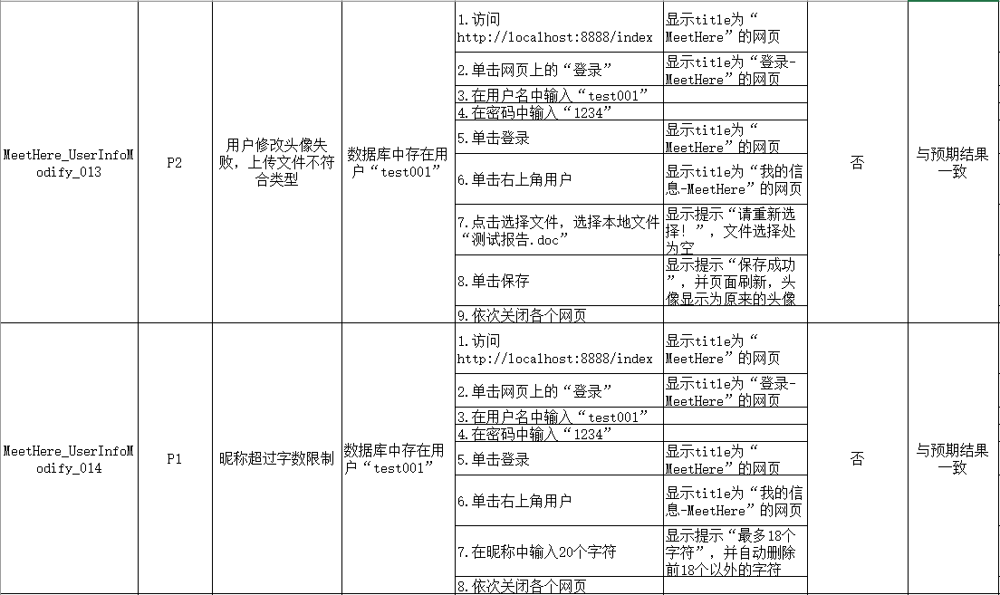 MeetHere_UserInfoM
odify_013
P2
用户修改头像失
败，上传文件不符
合类型
数据库中存在用
户“test001”
1.访问
http://localhost:8888/index
显示title为“
MeetHere”的网页
2.单击网页上的“登录”
显示title为“登录-
MeetHere”的网页
3.在用户名中输入“test001”
4.在密码中输入“1234”
5.单击登录
显示title为“
MeetHere”的网页
6.单击右上角用户
显示title为“我的信
息-MeetHere”的网页
7.点击选择文件，选择本地文件
“测试报告.doc”
显示提示“请重新选
择！”，文件选择处
为空
8.单击保存
显示提示“保存成功
”，并页面刷新，头
像显示为原来的头像
9.依次关闭各个网页
否
与预期结果
一致
MeetHere_UserInfoM
odify_014
P1
昵称超过字数限制
数据库中存在用
户“test001”
1.访问
http://localhost:8888/index
显示title为“
MeetHere”的网页
2.单击网页上的“登录”
显示title为“登录-
MeetHere”的网页
3.在用户名中输入“test001”
4.在密码中输入“1234”
5.单击登录
显示title为“
MeetHere”的网页
6.单击右上角用户
显示title为“我的信
息-MeetHere”的网页
7.在昵称中输入20个字符
显示提示“最多18个
字符”，并自动删除
前18个以外的字符
8.依次关闭各个网页
否
与预期结果
一致